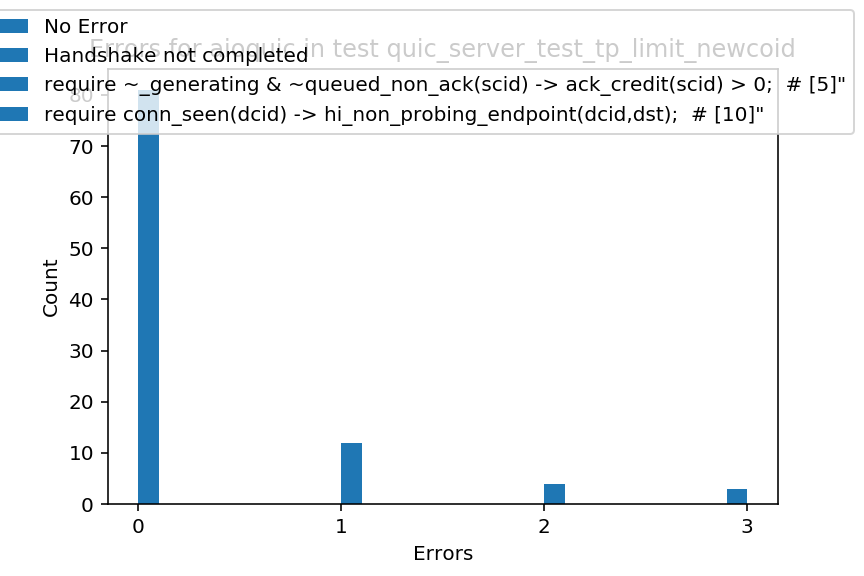 No Error
Errors for aioquic in test quic_server_test_tp_limit_newcoid
Handshake not completed
require ~_generating & ~queued_non_ack(scid) -> ack_credit(scid) > 0;  # [5]"
80
require conn_seen(dcid) -> hi_non_probing_endpoint(dcid,dst);  # [10]"
70
60
50
40
30
20
10
0
Count
0 1 2 3
Errors